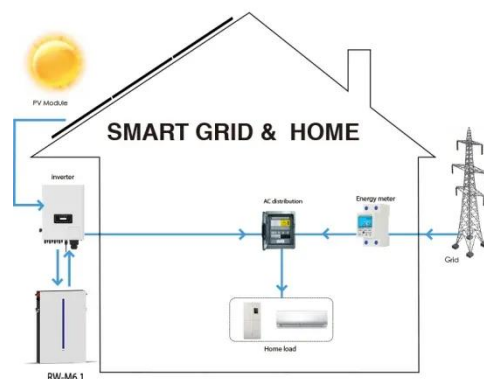 PV Module
SMART GRID & HOME
Inverter
AC distribution
Energy meter
Grid
Home load
RW-M6.1